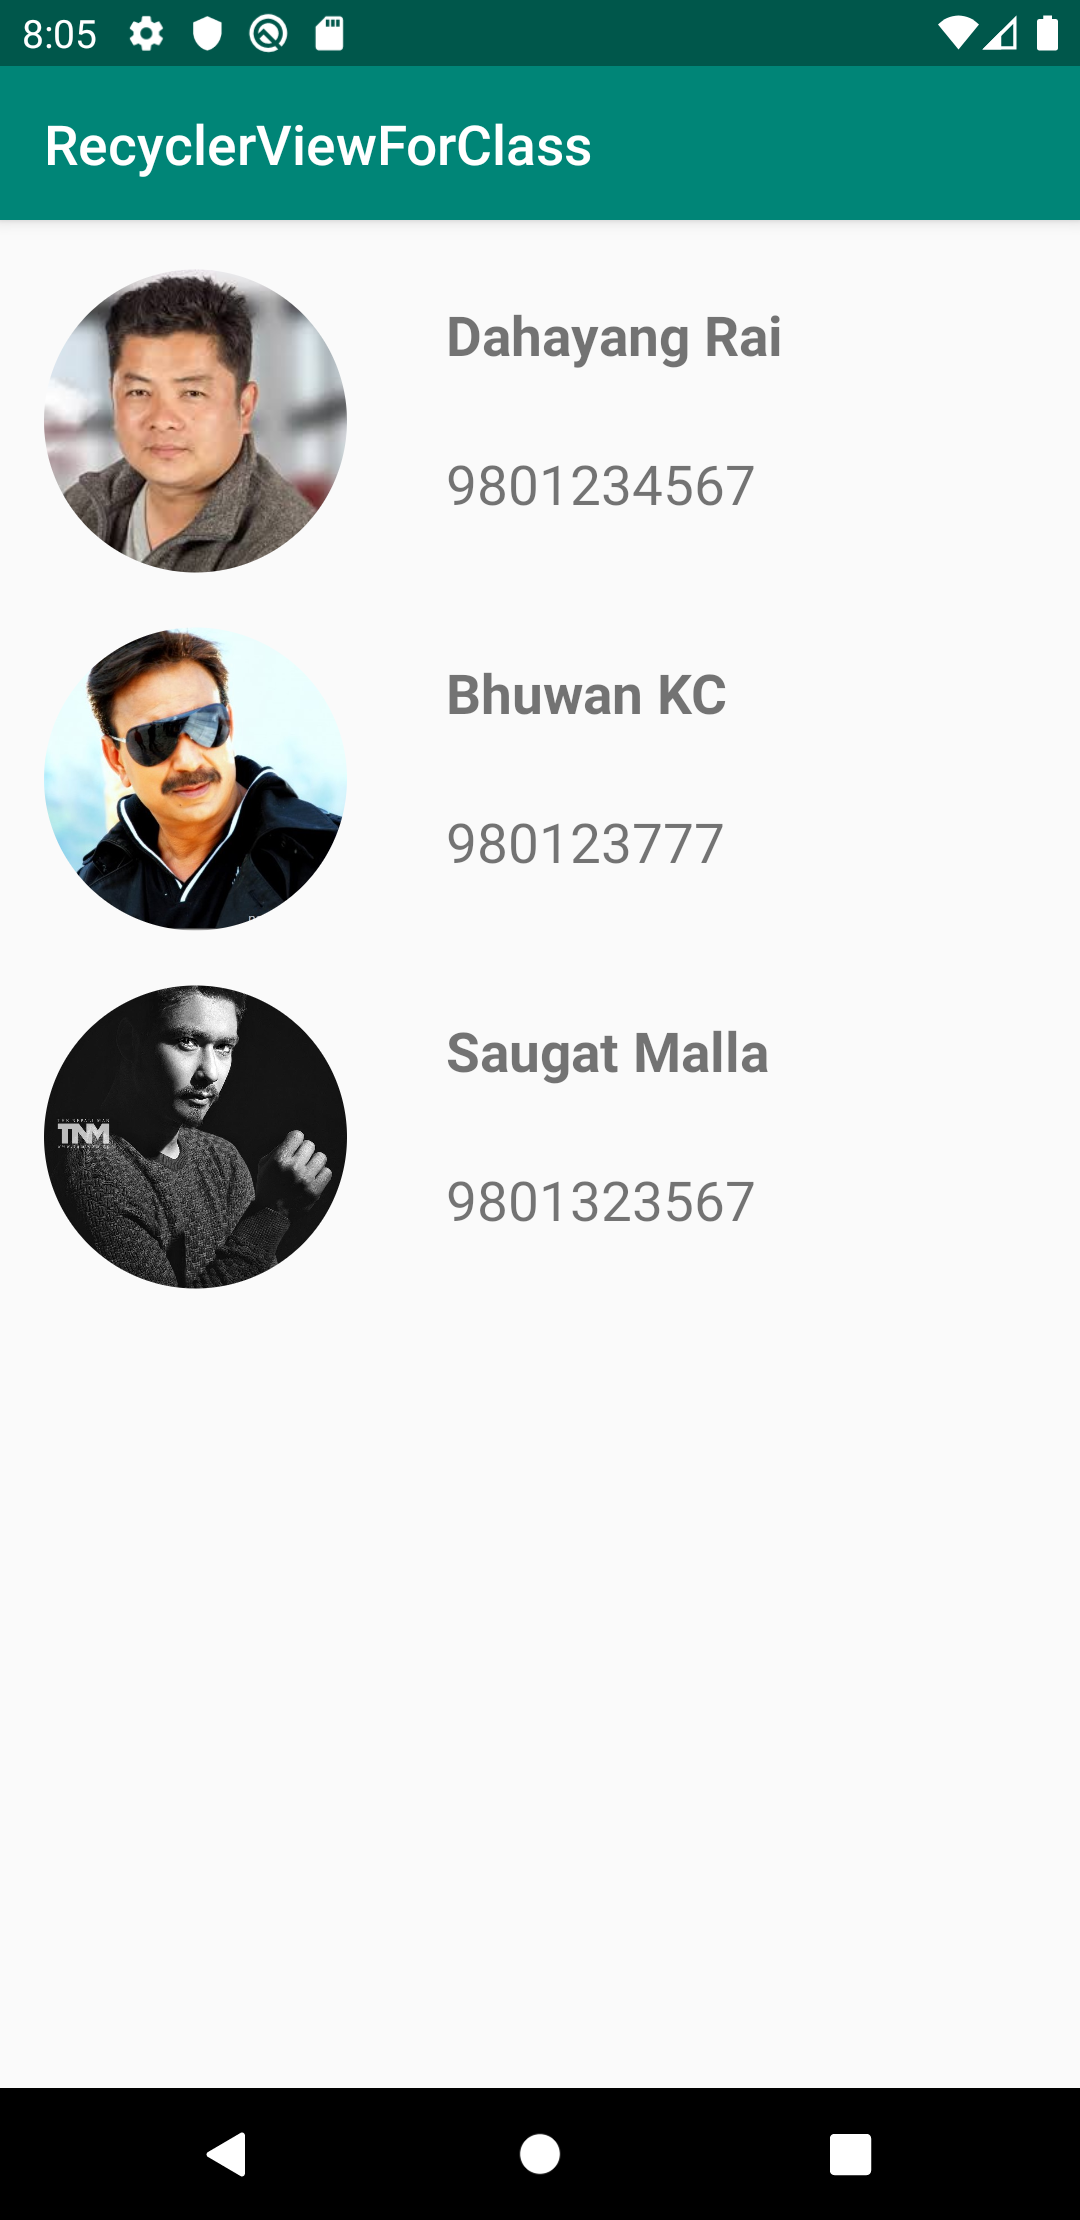 8:05
RecyclerViewForClass
Dahayang Rai
9801234567
Bhuwan KC
980123777
TNM
Saugat Malla
9801323567